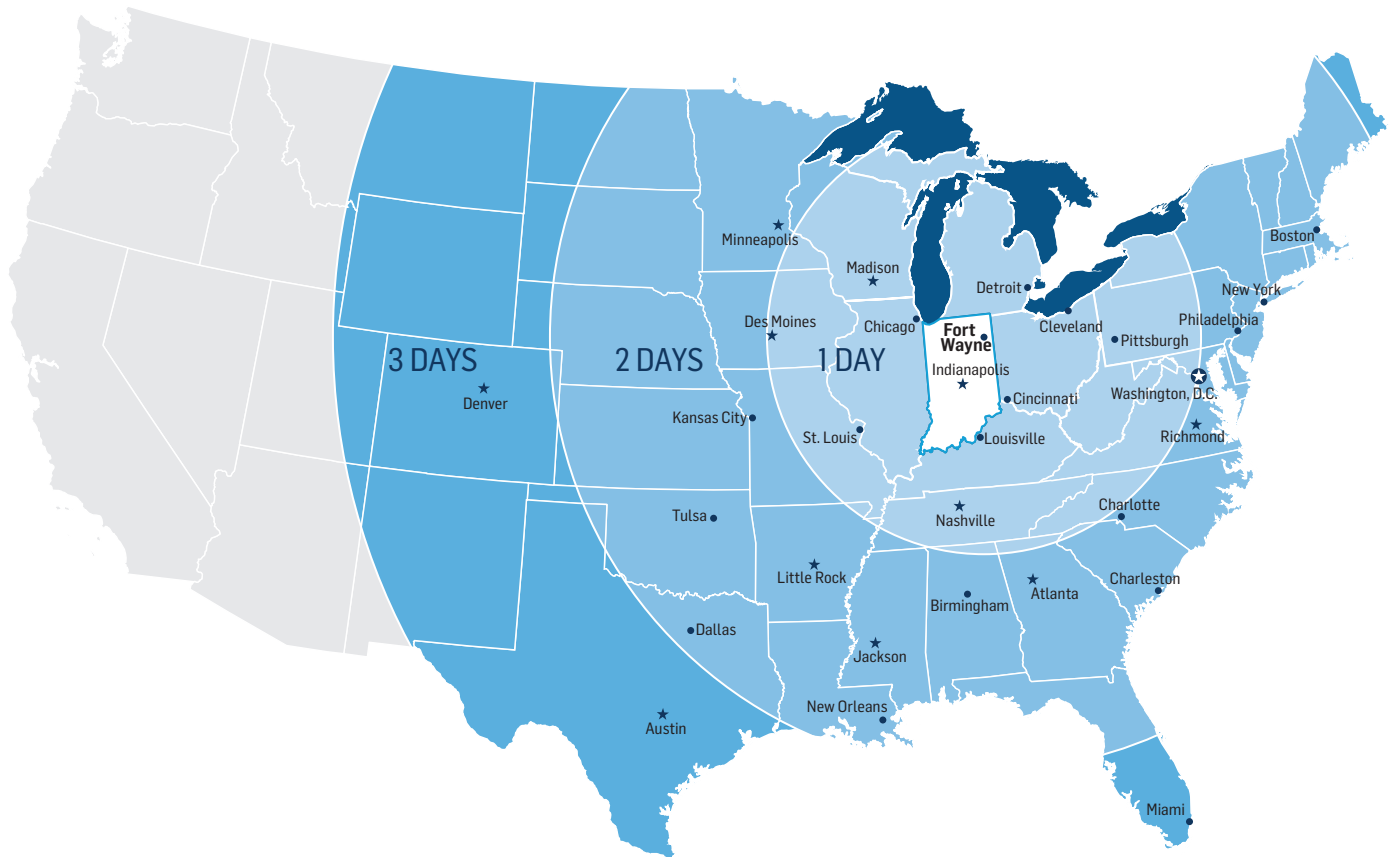 Minneapolis
Boston
Madison
Detroit
New York
Des Moines
Chicago
Fort
Wayne
Cleveland
Philadelphia
Pittsburgh
3 DAYS
2 DAYS
1 DAY
Indianapolis
Denver
Washington, D.C.
Cincinnati
Kansas City
St. Louis
Louisville
Richmond
Tulsa
Nashville
Charlotte
Little Rock
Birmingham
Atlanta
Charleston
Dallas
Jackson
New Orleans
Austin
Miami